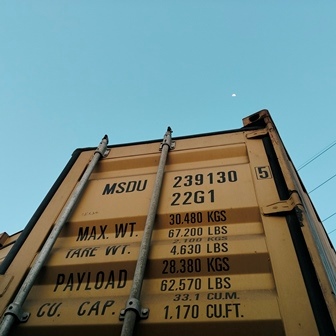 MSDU 239130 5
22G1
MAX. WT. 30.480 KGS
67.200 LBS
TARE WT. 2.100 KGS
4.630 LBS
PAYLOAD 28.380 KGS
62.570 LBS
CU. CAP. 33.1 CU.M.
1.170 CU.FT.